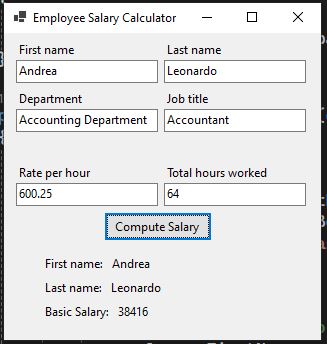 Employee Salary Calculator
First name Last name
Andrea Leonardo
Department Job title
Accounting Department Accountant
Rate per hour Total hours worked
600.25 64
Compute Salary
First name: Andrea
Last name: Leonardo
Basic Salary: 38416